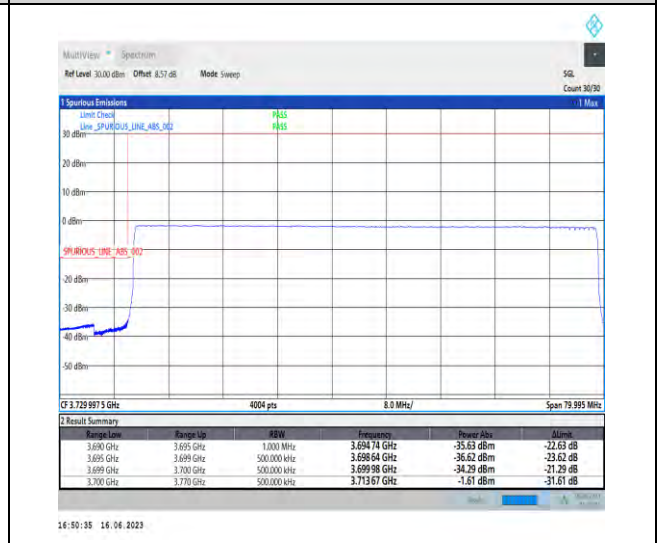 MultiView Spectrum
Ref Level 30.00 dBm Offset 8.57 dB Mode Sweep SGL
Count 30/30
1 Spurious Emissions 1 Max
Limit Check PASS
Line _SPURIOUS_LINE_ABS_002 PASS
30 dBm
20 dBm
10 dBm
0 dBm
SPURIOUS_LINE_ABS_002
-20 dBm
-30 dBm
-40 dBm
-50 dBm
CF 3.729 997 5 GHz 4004 pts 8.0 MHz/ Span 79.995 MHz
2 Result Summary
Range Low Range Up RBW Frequency Power Abs ΔLimit
3.690 GHz 3.695 GHz 1.000 MHz 3.694 74 GHz -35.63 dBm -22.63 dB
3.695 GHz 3.699 GHz 500.000 kHz 3.698 64 GHz -36.62 dBm -23.62 dB
3.699 GHz 3.700 GHz 500.000 kHz 3.699 98 GHz -34.29 dBm -21.29 dB
3.700 GHz 3.770 GHz 500.000 kHz 3.713 67 GHz -1.61 dBm -31.61 dB
16:50:35 16.06.2023